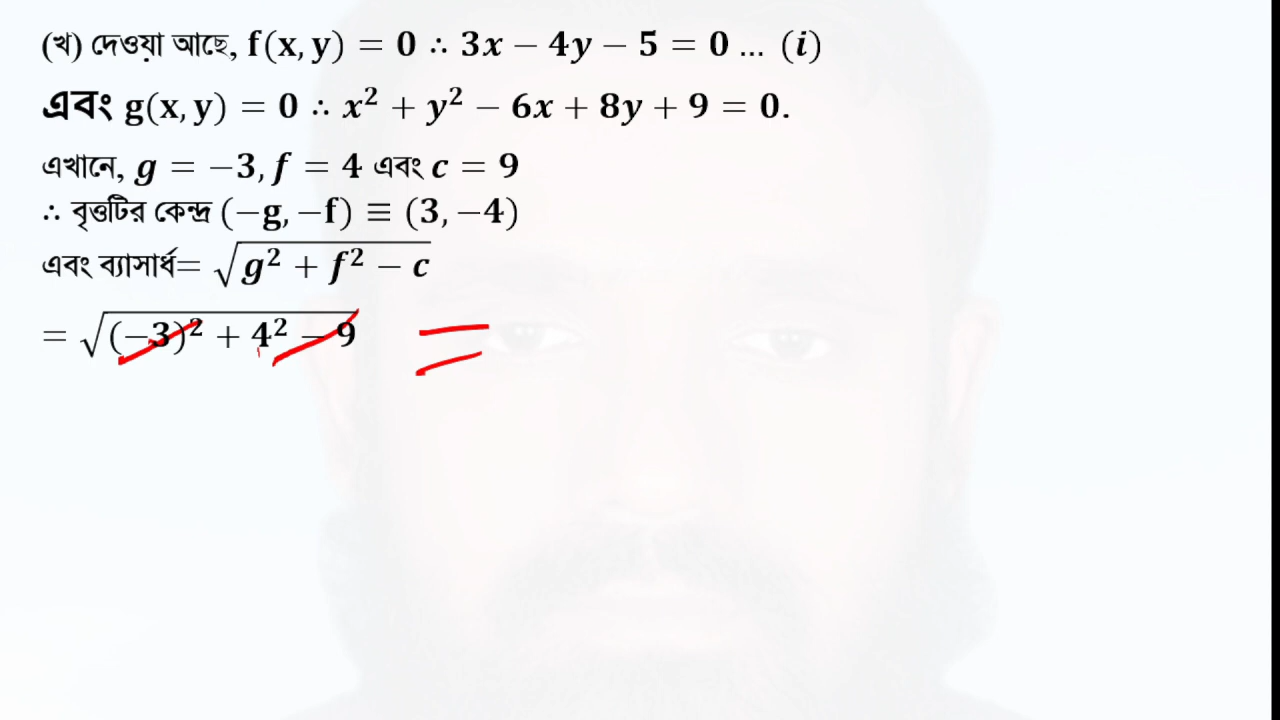 (খ) দেওয়া আছে, f(x, y) = 0 ∴ 3x − 4y − 5 = 0 ... (i)
এবং g(x, y) = 0 ∴ x² + y² − 6x + 8y + 9 = 0.
এখানে, g = −3, f = 4 এবং c = 9
∴ বৃত্তটির কেন্দ্র (−g, −f) ≡ (3, −4)
এবং ব্যাসার্ধ= √(g² + f² − c)
= √((−3)² + 4² − 9) =